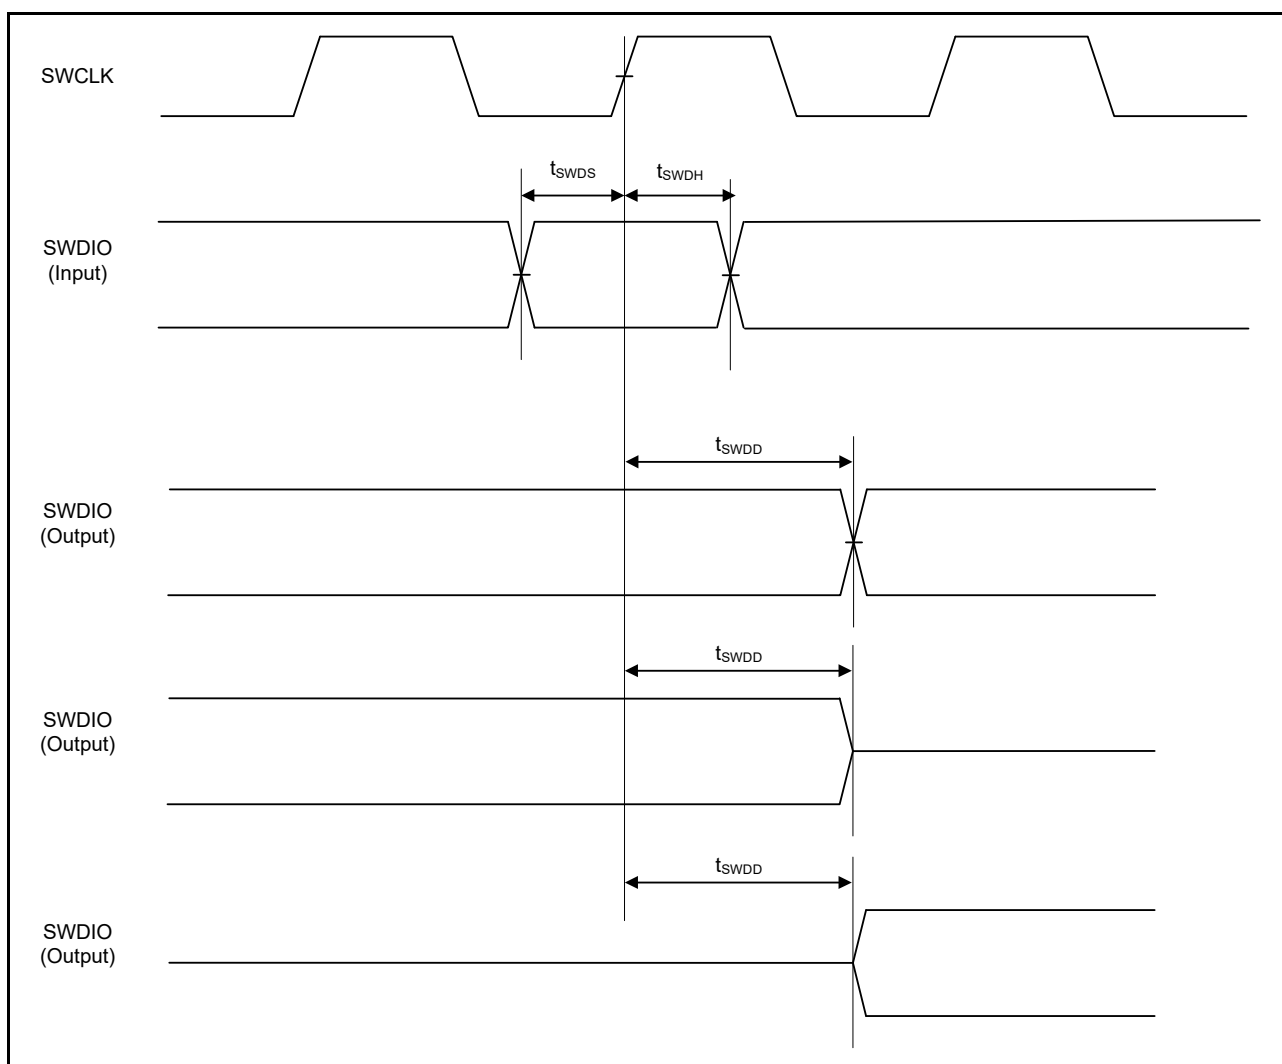 SWCLK
tSWDS
tSWDH
SWDIO
(Input)
tSWDD
SWDIO
(Output)
tSWDD
SWDIO
(Output)
tSWDD
SWDIO
(Output)